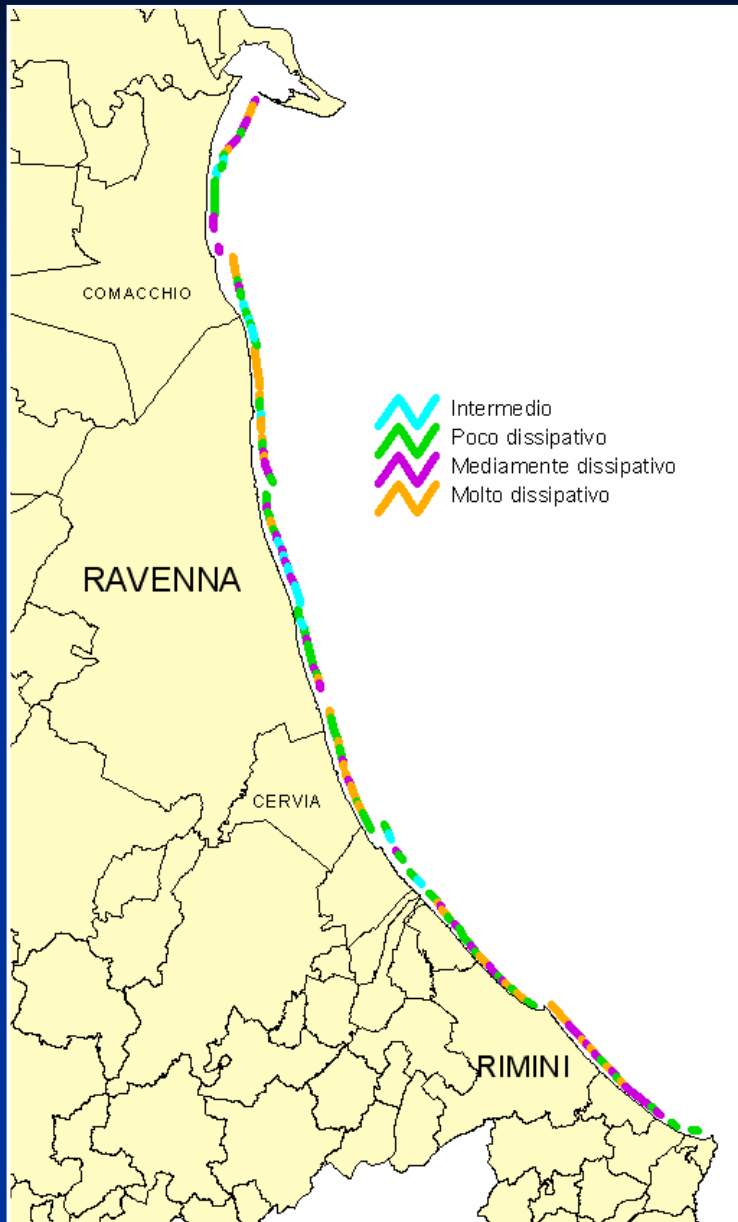 COMACCHIO
Intermedio
Poco dissipativo
Mediamente dissipativo
Molto dissipativo
RAVENNA
CERVIA
RIMINI